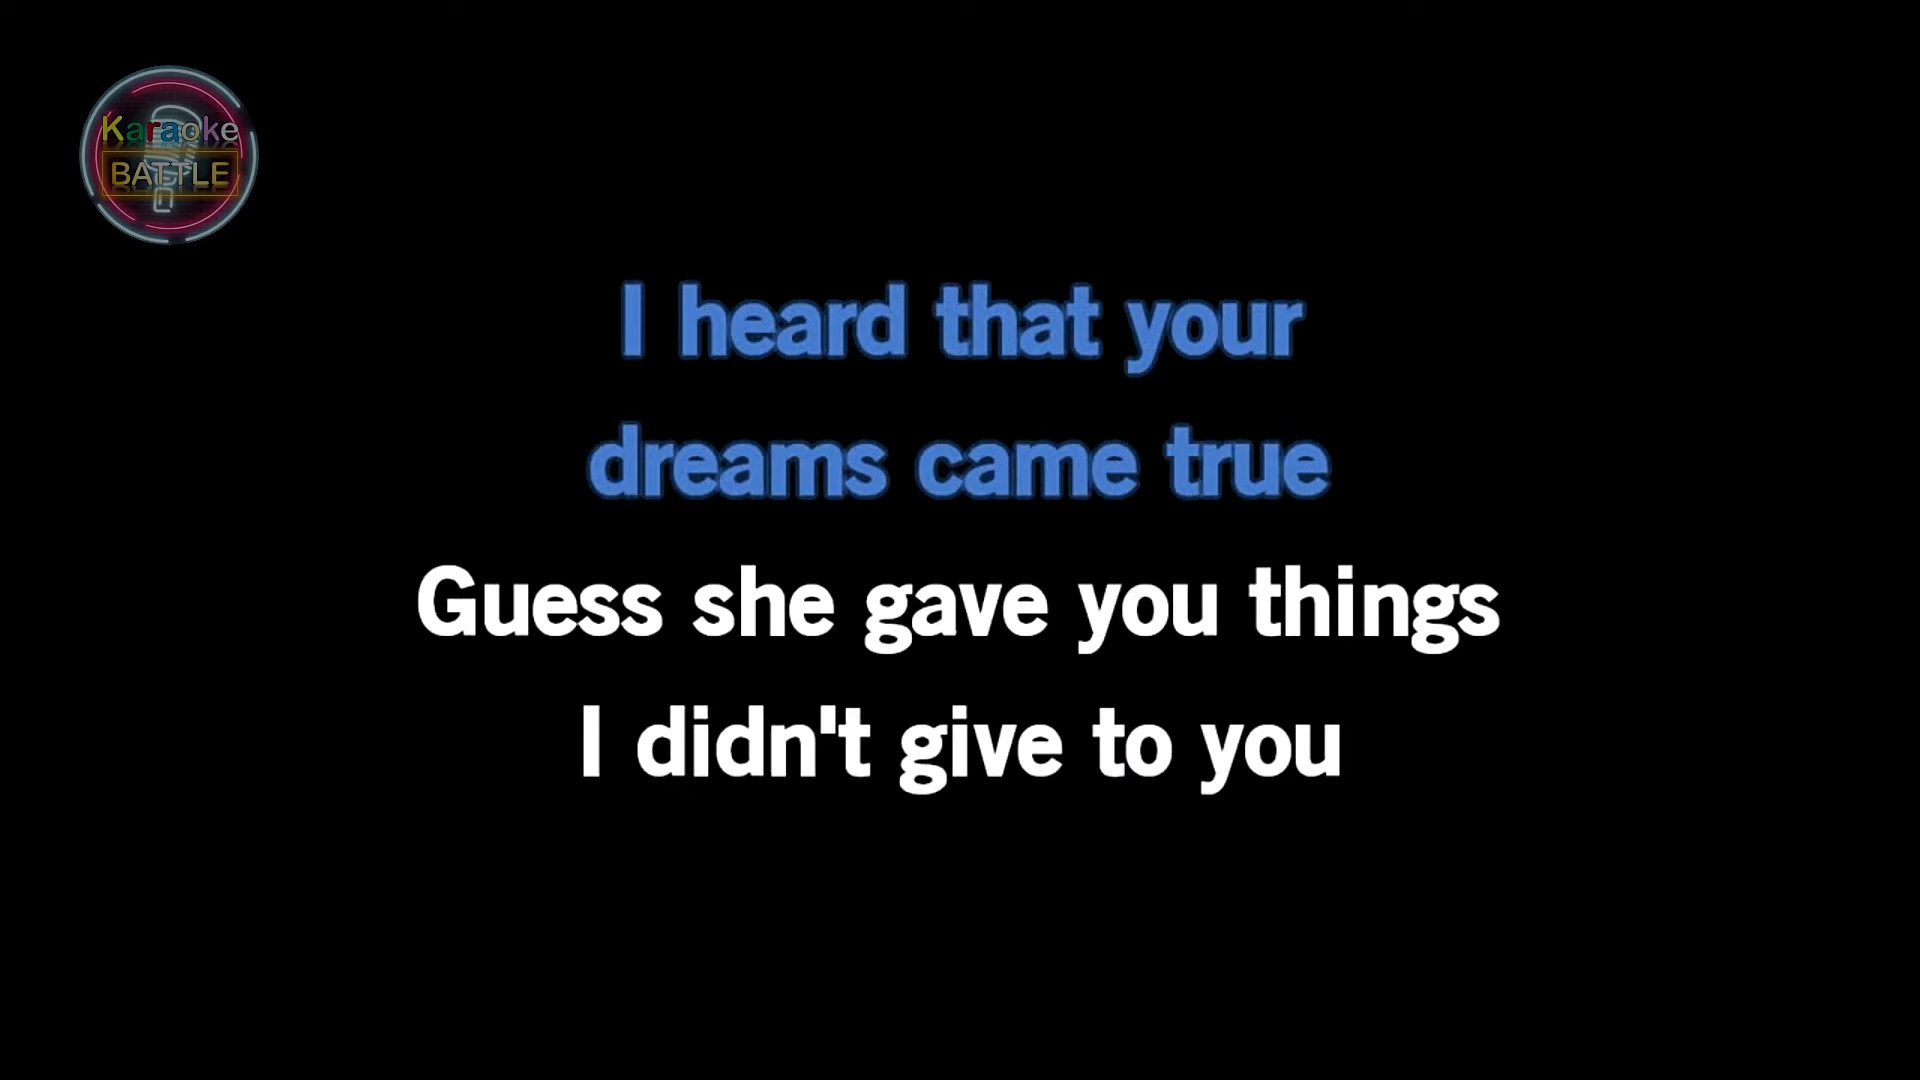 Karaoke
BATTLE
I heard that your
dreams came true
Guess she gave you things
I didn't give to you